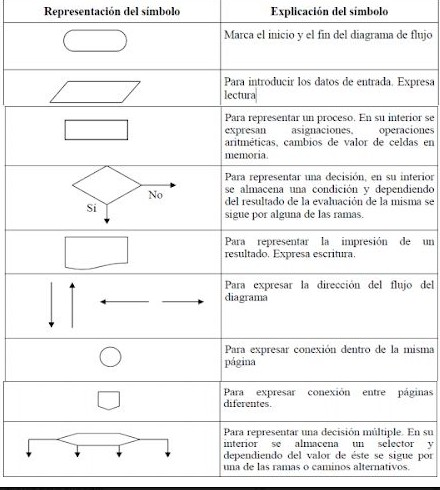 Representación del símbolo
Explicación del símbolo
Marca el inicio y el fin del diagrama de flujo
Para introducir los datos de entrada. Expresa
lectura
Para representar un proceso. En su interior se
expresan asignaciones, operaciones
aritméticas, cambios de valor de celdas en
memoria.
No
Sí
Para representar una decisión, en su interior
se almacena una condición y dependiendo
del resultado de la evaluación de la misma se
sigue por alguna de las ramas.
Para representar la impresión de un
resultado. Expresa escritura.
Para expresar la dirección del flujo del
diagrama
Para expresar conexión dentro de la misma
página
Para expresar conexión entre páginas
diferentes.
Para representar una decisión múltiple. En su
interior se almacena un selector y
dependiendo del valor de éste se sigue por
una de las ramas o caminos alternativos.